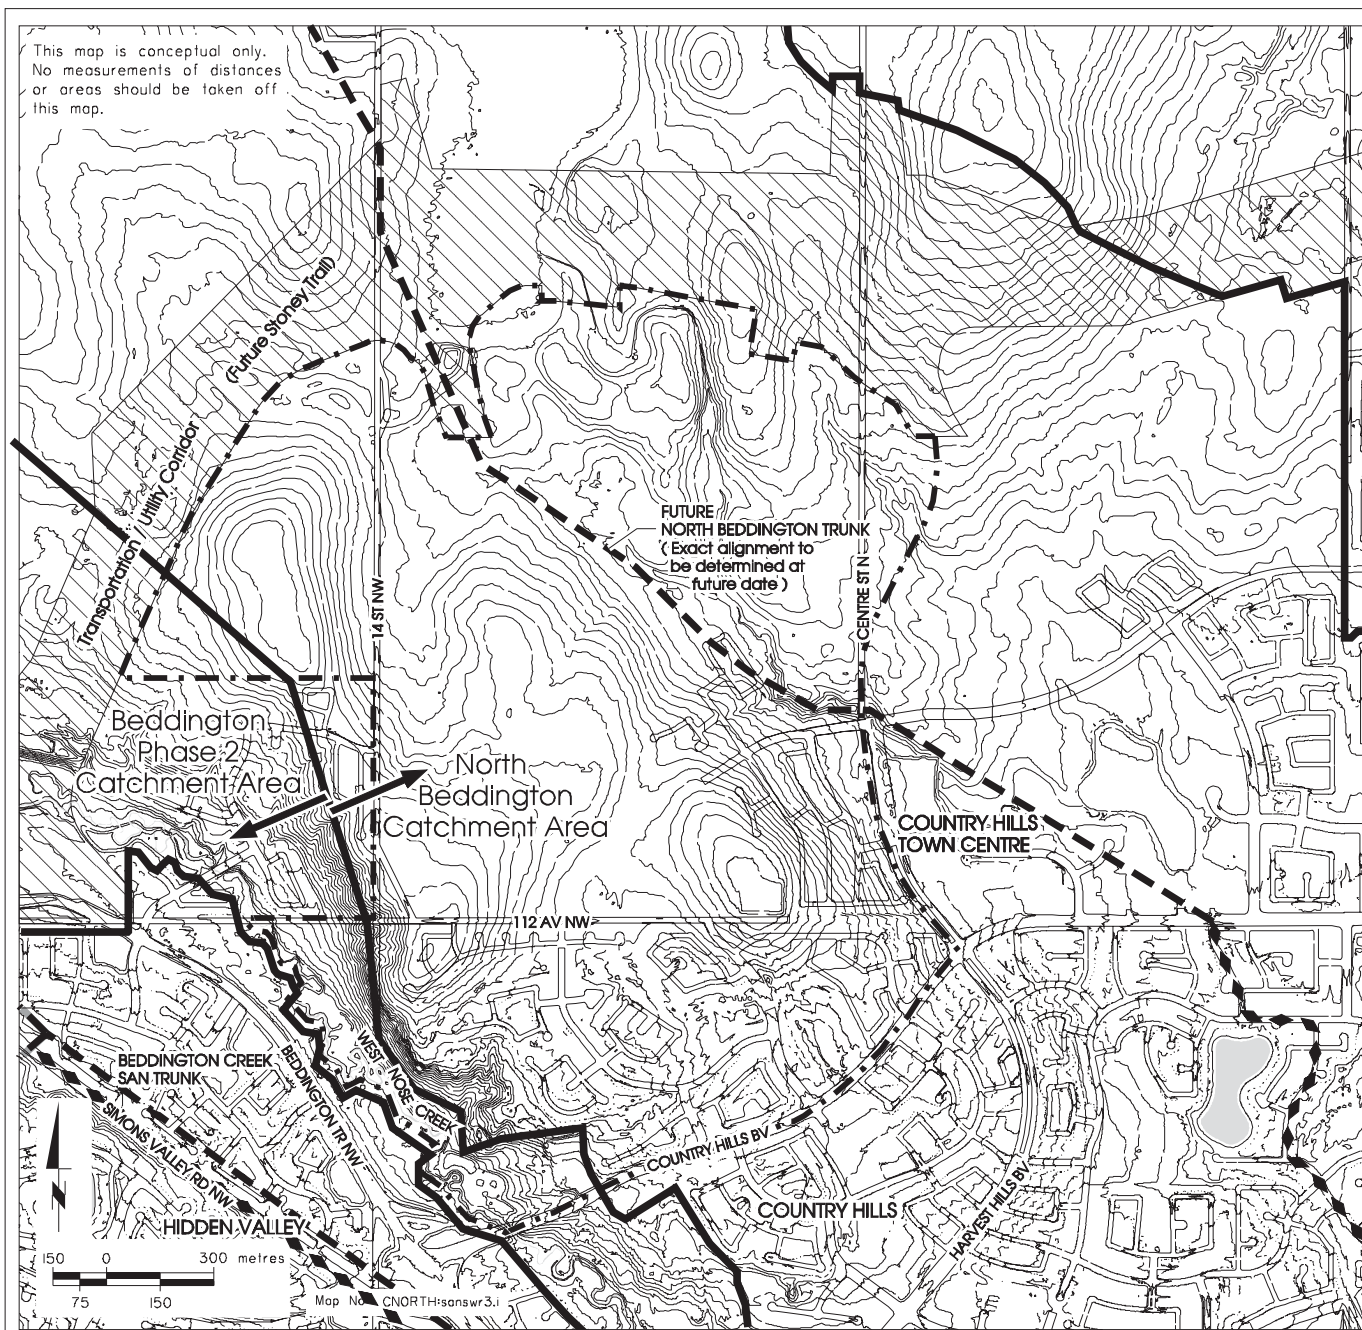 This map is conceptual only.
No measurements of distances
or areas should be taken off
this map.
(Future Stoney Trail)
Transportation / Utility Corridor
14 ST NW
FUTURE
NORTH BEDDINGTON TRUNK
( Exact alignment to
be determined at
future date )
CENTRE ST N
Beddington
Phase 2
Catchment Area
North
Beddington
Catchment Area
COUNTRY HILLS
TOWN CENTRE
112 AV NW
BEDDINGTON CREEK
SAN TRUNK
SIMONS VALLEY RD NW
BEDDINGTON TR NW
WEST NOSE CREEK
COUNTRY HILLS BV
HARVEST HILLS BV
COUNTRY HILLS
HIDDEN VALLEY
150 0 300 metres
75 150
Map No. CNORTH:sanswr3.i